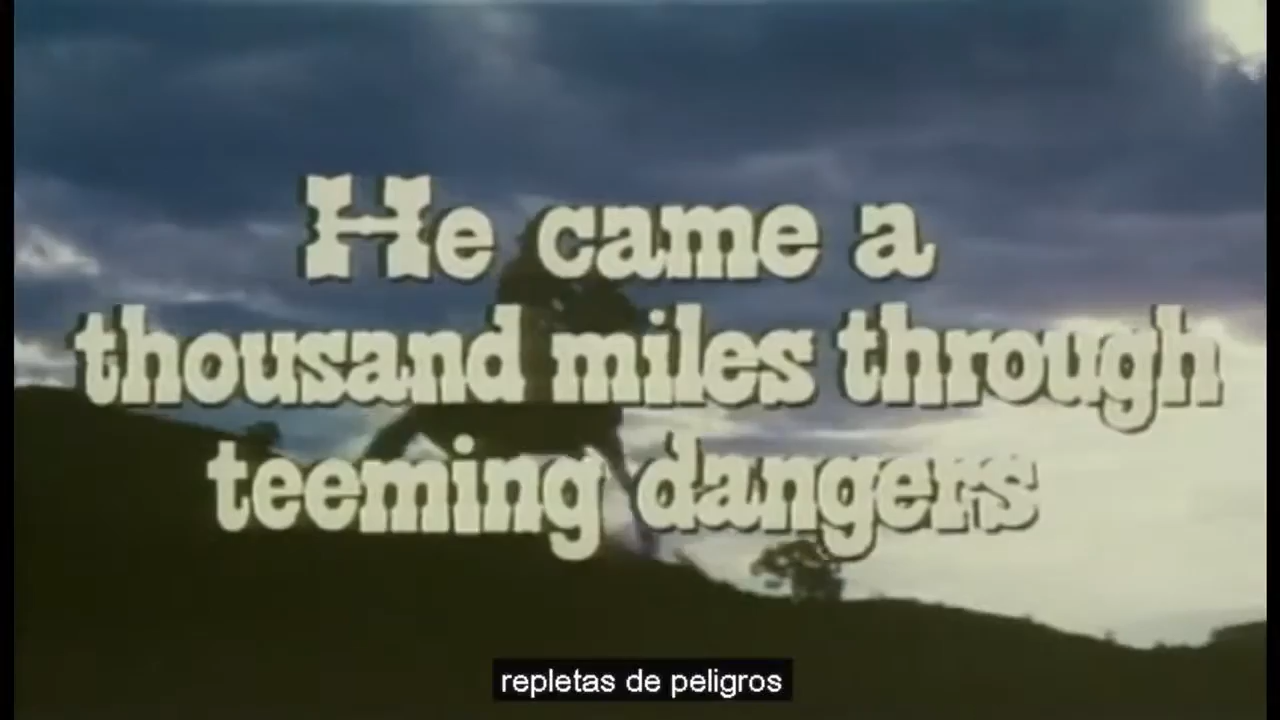 He came a
thousand miles through
teeming dangers
repletas de peligros